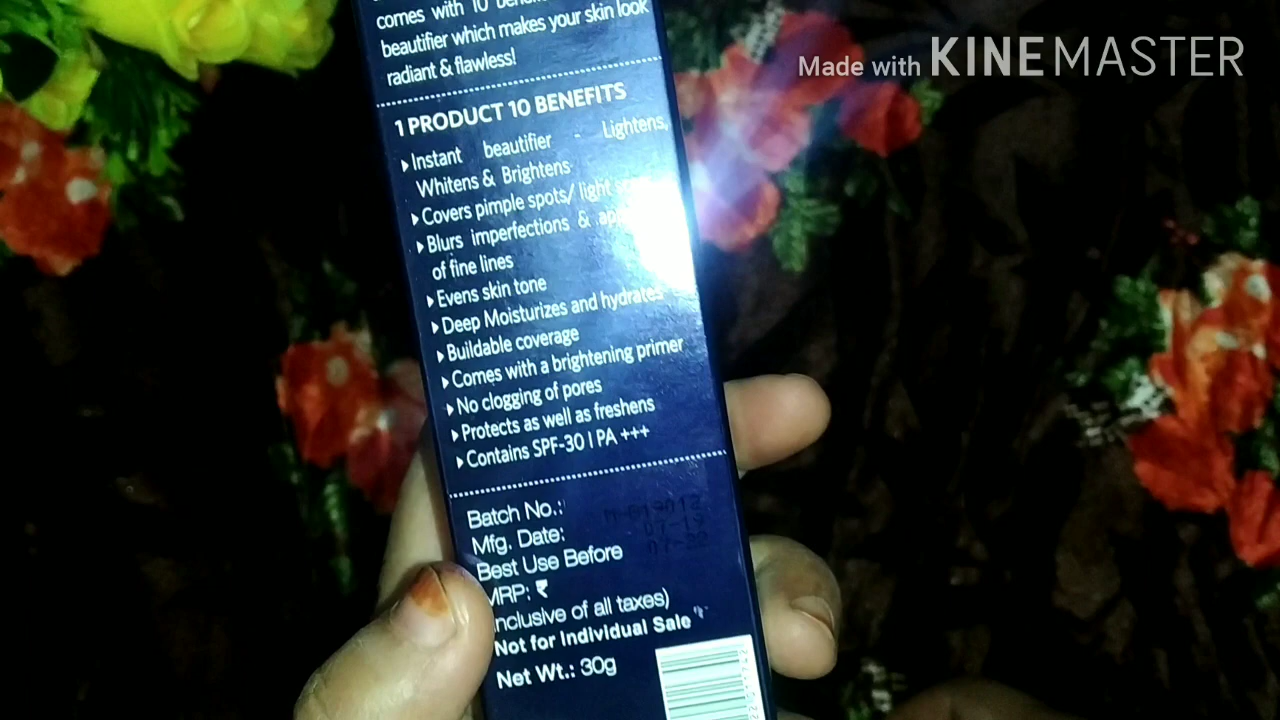 comes with 10
beautifier which makes your skin look
radiant & flawless!
Made with KINEMASTER
1 PRODUCT 10 BENEFITS
Instant beautifier - Lightens,
Whitens & Brightens
Covers pimple spots/ light
Blurs imperfections &
of fine lines
Evens skin tone
Deep Moisturizes and hydrates
Buildable coverage
Comes with a brightening primer
No clogging of pores
Protects as well as freshens
Contains SPF-30 I PA +++
Batch No.:
Mfg. Date: 07-19
Best Use Before 07-22
MRP: ₹
inclusive of all taxes)
Not for Individual Sale
Net Wt.: 30g